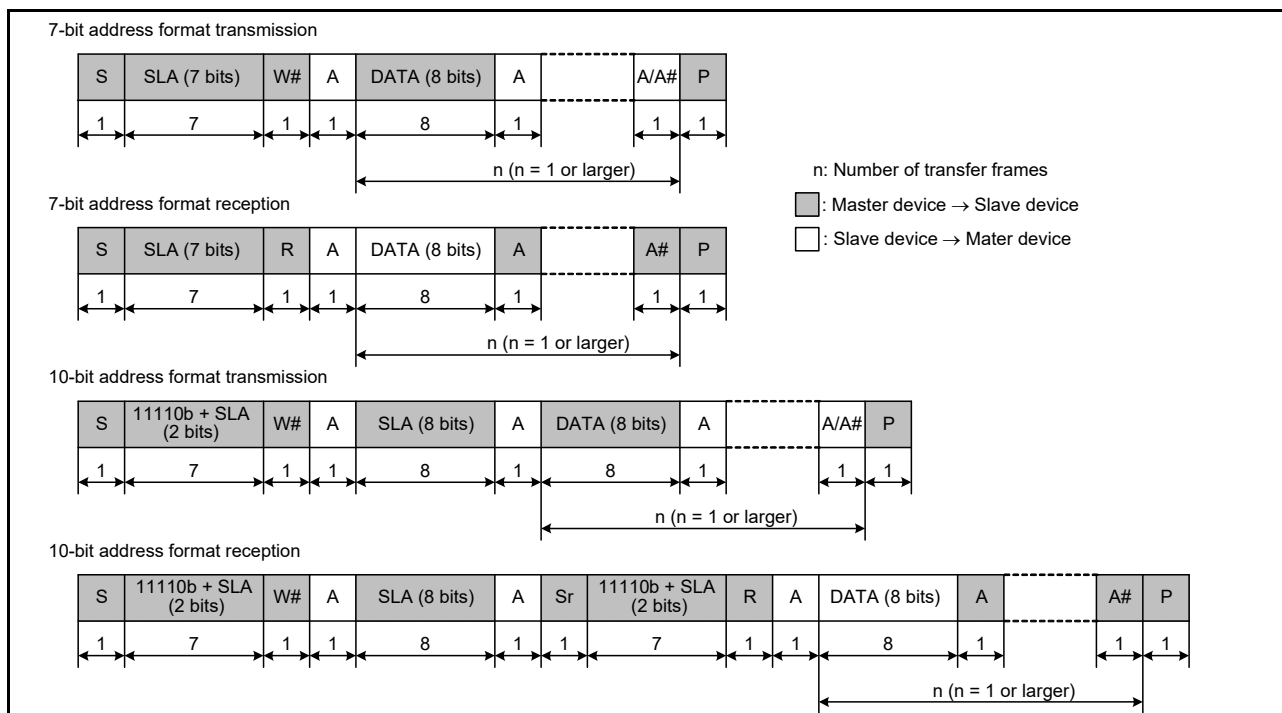 7-bit address format transmission
S SLA (7 bits) W# A DATA (8 bits) A A/A# P
1 7 1 1 8 1 1 1
n (n = 1 or larger)
n: Number of transfer frames
: Master device → Slave device
: Slave device → Mater device
7-bit address format reception
S SLA (7 bits) R A DATA (8 bits) A A# P
1 7 1 1 8 1 1 1
n (n = 1 or larger)
10-bit address format transmission
S 11110b + SLA (2 bits) W# A SLA (8 bits) A DATA (8 bits) A A/A# P
1 7 1 1 8 1 8 1 1 1
n (n = 1 or larger)
10-bit address format reception
S 11110b + SLA (2 bits) W# A SLA (8 bits) A Sr 11110b + SLA (2 bits) R A DATA (8 bits) A A# P
1 7 1 1 8 1 1 7 1 1 8 1 1 1
n (n = 1 or larger)